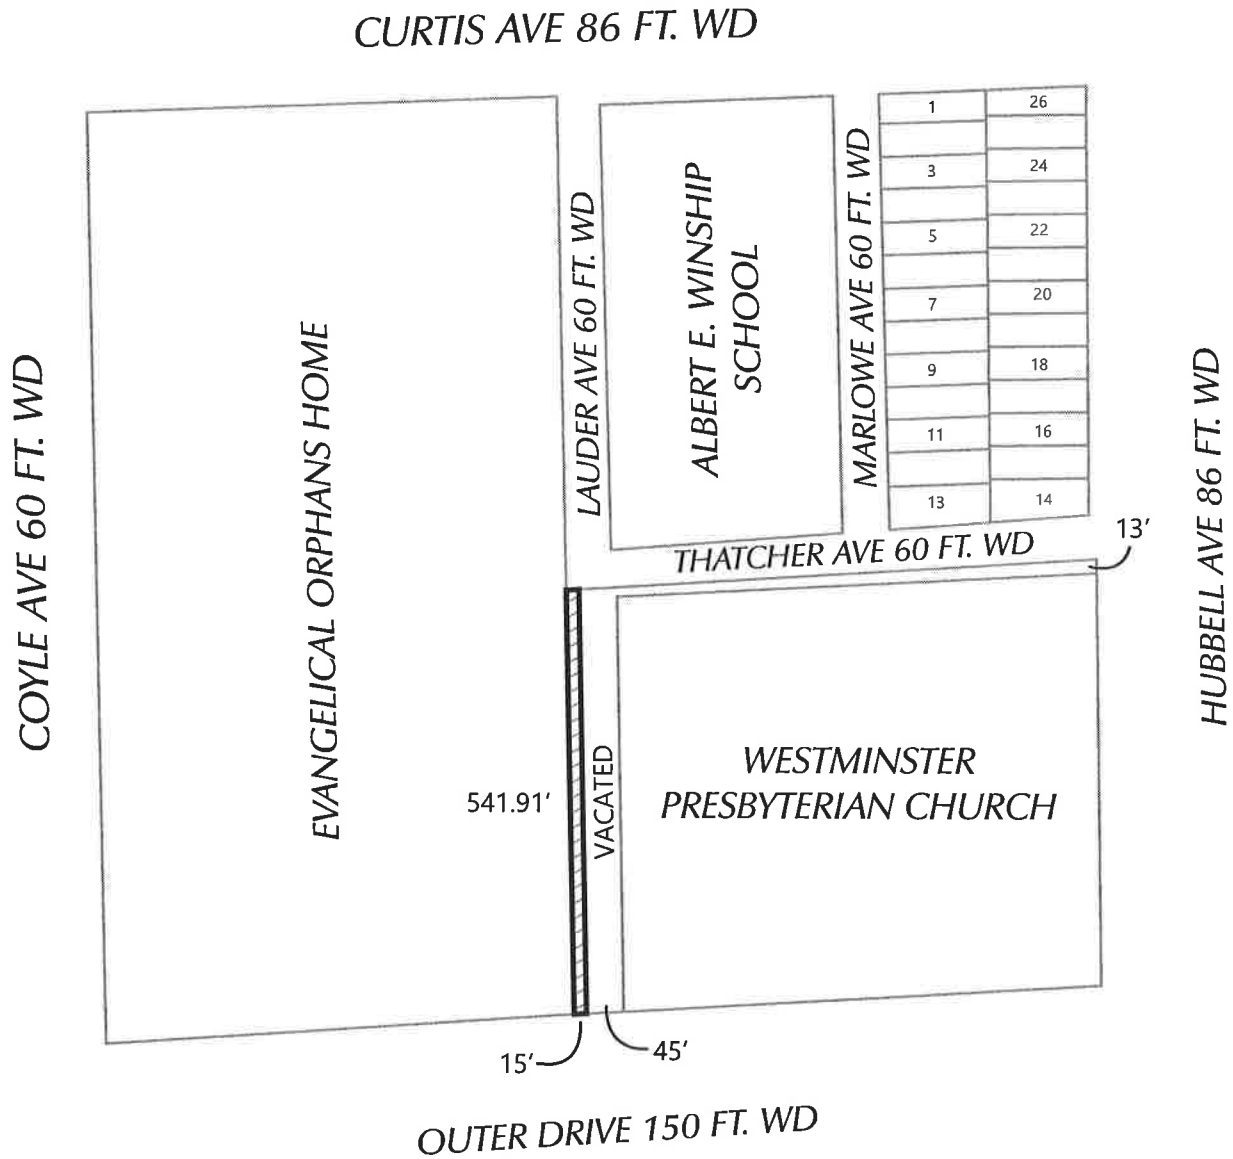 CURTIS AVE 86 FT. WD
COYLE AVE 60 FT. WD
EVANGELICAL ORPHANS HOME
LAUDER AVE 60 FT. WD
ALBERT E. WINSHIP
SCHOOL
MARLOWE AVE 60 FT. WD
1 26
3 24
5 22
7 20
9 18
11 16
13 14
HUBBELL AVE 86 FT. WD
THATCHER AVE 60 FT. WD
13'
541.91'
VACATED
WESTMINSTER
PRESBYTERIAN CHURCH
15'
45'
OUTER DRIVE 150 FT. WD